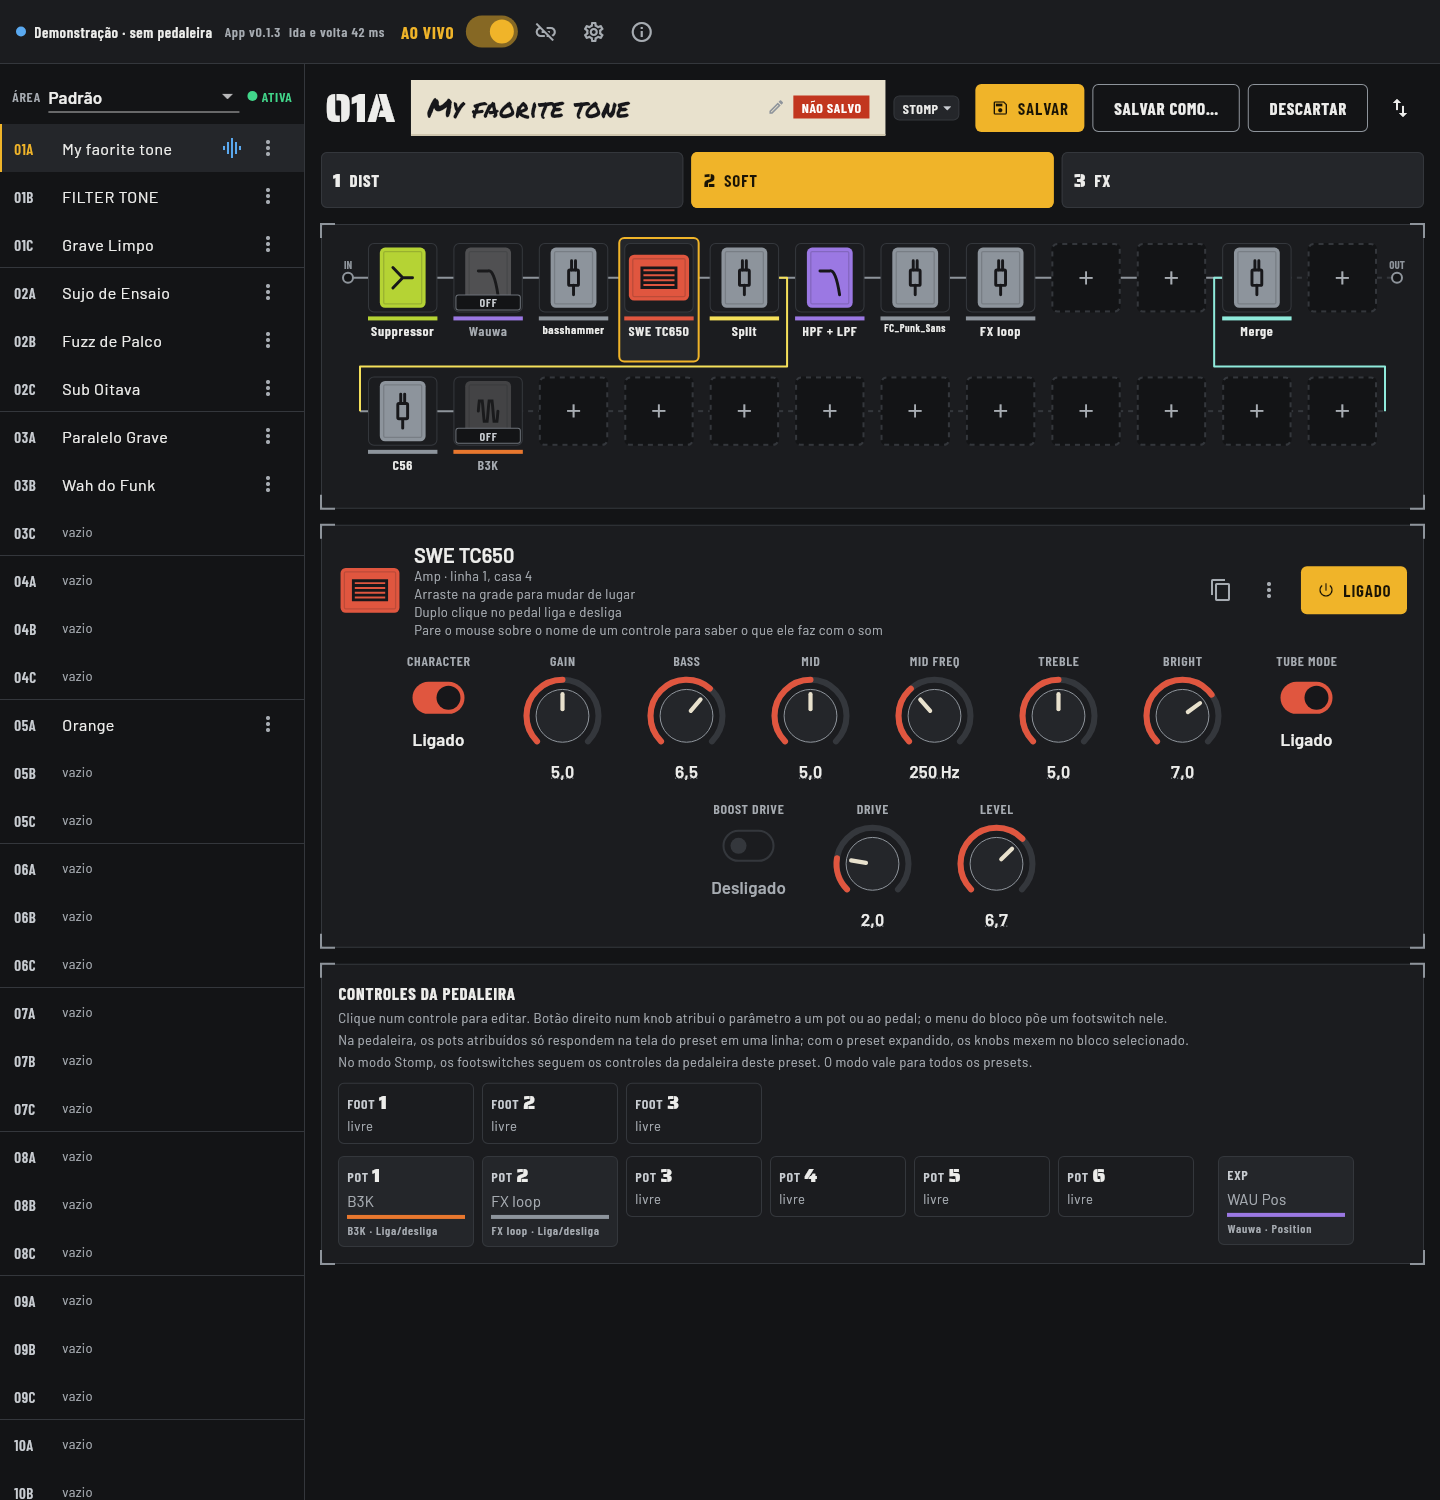 Demonstração · sem pedaleira App v0.1.3 Ida e volta 42 ms AO VIVO
ÁREA Padrão ATIVA
01A My faorite tone
01B FILTER TONE
01C Grave Limpo
02A Sujo de Ensaio
02B Fuzz de Palco
02C Sub Oitava
03A Paralelo Grave
03B Wah do Funk
03C vazio
04A vazio
04B vazio
04C vazio
05A Orange
05B vazio
05C vazio
06A vazio
06B vazio
06C vazio
07A vazio
07B vazio
07C vazio
08A vazio
08B vazio
08C vazio
09A vazio
09B vazio
09C vazio
10A vazio
10B vazio
01A My faorite tone NÃO SALVO STOMP SALVAR SALVAR COMO... DESCARTAR
1 DIST 2 SOFT 3 FX
IN OUT
OFF
Suppressor Wauwa basshammer SWE TC650 Split HPF + LPF FC_Punk_Sans FX loop Merge
OFF
C56 B3K
SWE TC650
Amp · linha 1, casa 4
Arraste na grade para mudar de lugar
Duplo clique no pedal liga e desliga
Pare o mouse sobre o nome de um controle para saber o que ele faz com o som
LIGADO
CHARACTER GAIN BASS MID MID FREQ TREBLE BRIGHT TUBE MODE
Ligado 5,0 6,5 5,0 250 Hz 5,0 7,0 Ligado
BOOST DRIVE DRIVE LEVEL
Desligado 2,0 6,7
CONTROLES DA PEDALEIRA
Clique num controle para editar. Botão direito num knob atribui o parâmetro a um pot ou ao pedal; o menu do bloco põe um footswitch nele.
Na pedaleira, os pots atribuídos só respondem na tela do preset em uma linha; com o preset expandido, os knobs mexem no bloco selecionado.
No modo Stomp, os footswitches seguem os controles da pedaleira deste preset. O modo vale para todos os presets.
FOOT 1 FOOT 2 FOOT 3
livre livre livre
POT 1 POT 2 POT 3 POT 4 POT 5 POT 6 EXP
B3K FX loop livre livre livre livre WAU Pos
B3K · Liga/desliga FX loop · Liga/desliga Wauwa · Position